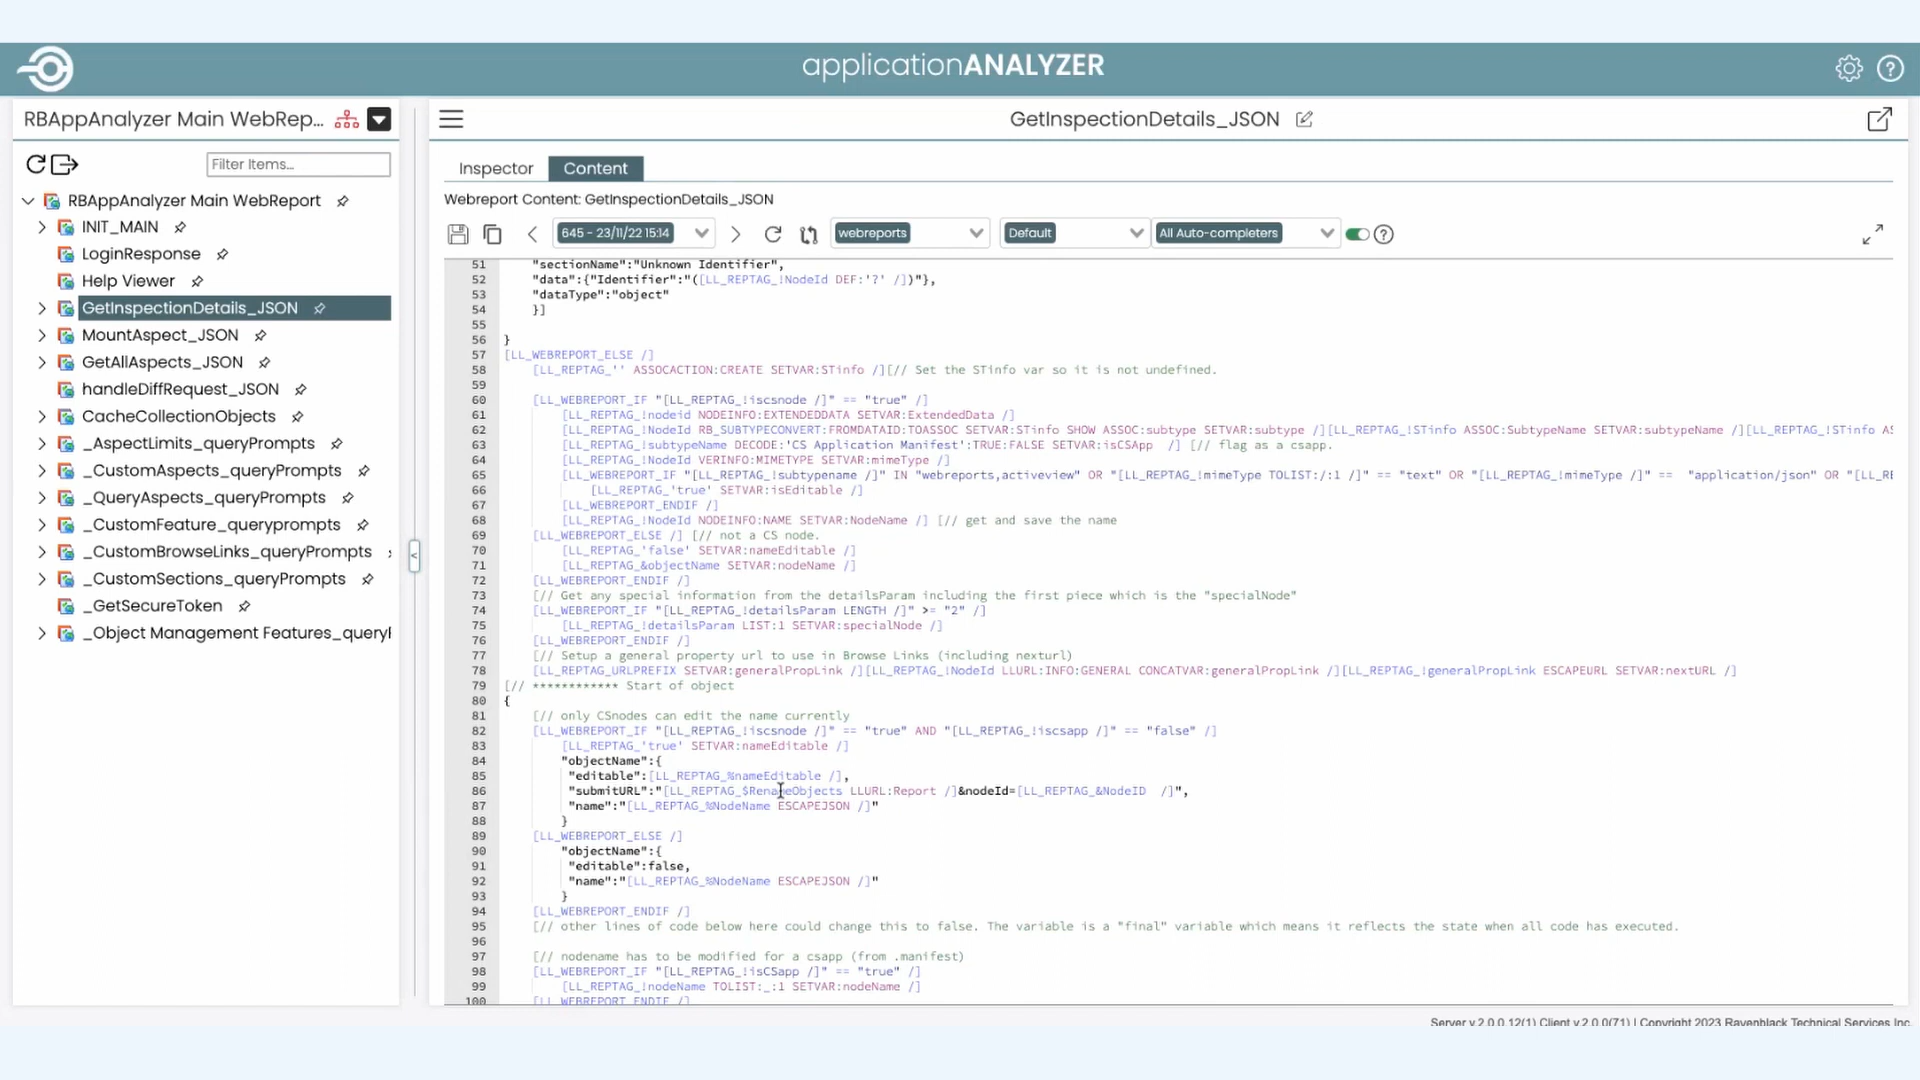 applicationANALYZER
RBAppAnalyzer Main WebRep...
Filter Items...
RBAppAnalyzer Main WebReport
INIT_MAIN
LoginResponse
Help Viewer
GetInspectionDetails_JSON
MountAspect_JSON
GetAllAspects_JSON
handleDiffRequest_JSON
CacheCollectionObjects
_AspectLimits_queryPrompts
_CustomAspects_queryPrompts
_QueryAspects_queryPrompts
_CustomFeature_queryprompts
_CustomBrowseLinks_queryPrompts
_CustomSections_queryPrompts
_GetSecureToken
_Object Management Features_queryP
<
GetInspectionDetails_JSON
Inspector Content
Webreport Content: GetInspectionDetails_JSON
645 - 23/11/22 15:14 webreports Default All Auto-completers
51 "sectionName":"Unknown Identifier",
52 "data":{"Identifier":"([LL_REPTAG_!NodeId DEF:'?' /])"},
53 "dataType":"object"
54 }]
55
56 }
57 [LL_WEBREPORT_ELSE /]
58 [LL_REPTAG_'' ASSOCACTION:CREATE SETVAR:STinfo /][// Set the STinfo var so it is not undefined.
59
60 [LL_WEBREPORT_IF "[LL_REPTAG_!iscsnode /]" == "true" /]
61 [LL_REPTAG_!nodeid NODEINFO:EXTENDEDDATA SETVAR:ExtendedData /]
62 [LL_REPTAG_!NodeId RB_SUBTYPECONVERT:FROMDATAID:TOASSOC SETVAR:STinfo SHOW ASSOC:subtype SETVAR:subtype /][LL_REPTAG_!STinfo ASSOC:SubtypeName SETVAR:subtypeName /][LL_REPTAG_!STinfo AS
63 [LL_REPTAG_!subtypeName DECODE:'CS Application Manifest':TRUE:FALSE SETVAR:isCSApp /] [// flag as a csapp.
64 [LL_REPTAG_!NodeId VERINFO:MIMETYPE SETVAR:mimeType /]
65 [LL_WEBREPORT_IF "[LL_REPTAG_!subtypename /]" IN "webreports,activeview" OR "[LL_REPTAG_!mimeType TOLIST:/:1 /]" == "text" OR "[LL_REPTAG_!mimeType /]" == "application/json" OR "[LL_RE
66 [LL_REPTAG_'true' SETVAR:isEditable /]
67 [LL_WEBREPORT_ENDIF /]
68 [LL_REPTAG_!NodeId NODEINFO:NAME SETVAR:NodeName /] [// get and save the name
69 [LL_WEBREPORT_ELSE /] [// not a CS node.
70 [LL_REPTAG_'false' SETVAR:nameEditable /]
71 [LL_REPTAG_&objectName SETVAR:nodeName /]
72 [LL_WEBREPORT_ENDIF /]
73 [// Get any special information from the detailsParam including the first piece which is the "specialNode"
74 [LL_WEBREPORT_IF "[LL_REPTAG_!detailsParam LENGTH /]" >= "2" /]
75 [LL_REPTAG_!detailsParam LIST:1 SETVAR:specialNode /]
76 [LL_WEBREPORT_ENDIF /]
77 [// Setup a general property url to use in Browse Links (including nexturl)
78 [LL_REPTAG_URLPREFIX SETVAR:generalPropLink /][LL_REPTAG_!NodeId LLURL:INFO:GENERAL CONCATVAR:generalPropLink /][LL_REPTAG_!generalPropLink ESCAPEURL SETVAR:nextURL /]
79 [// ************ Start of object
80 {
81 [// only CSnodes can edit the name currently
82 [LL_WEBREPORT_IF "[LL_REPTAG_!iscsnode /]" == "true" AND "[LL_REPTAG_!iscsapp /]" == "false" /]
83 [LL_REPTAG_'true' SETVAR:nameEditable /]
84 "objectName":{
85 "editable":[LL_REPTAG_%nameEditable /],
86 "submitURL":"[LL_REPTAG_$RenameObjects LLURL:Report /]&nodeId=[LL_REPTAG_&NodeID /]",
87 "name":"[LL_REPTAG_%NodeName ESCAPEJSON /]"
88 }
89 [LL_WEBREPORT_ELSE /]
90 "objectName":{
91 "editable":false,
92 "name":"[LL_REPTAG_%NodeName ESCAPEJSON /]"
93 }
94 [LL_WEBREPORT_ENDIF /]
95 [// other lines of code below here could change this to false. The variable is a "final" variable which means it reflects the state when all code has executed.
96
97 [// nodename has to be modified for a csapp (from .manifest)
98 [LL_WEBREPORT_IF "[LL_REPTAG_!isCSapp /]" == "true" /]
99 [LL_REPTAG_!nodeName TOLIST:_:1 SETVAR:nodeName /]
100 [LL_WEBREPORT_ENDIF /]
Server v 2.0.0.12(1) Client v 2.0.0(71) | Copyright 2023 Ravenblack Technical Services Inc.